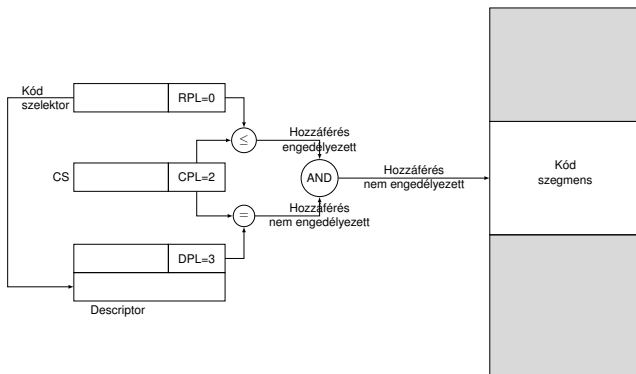 Kód
szelektor
RPL=0
≤
Hozzáférés
engedélyezett
CS
CPL=2
AND
Hozzáférés
nem engedélyezett
Kód
szegmens
=
Hozzáférés
nem engedélyezett
DPL=3
Descriptor